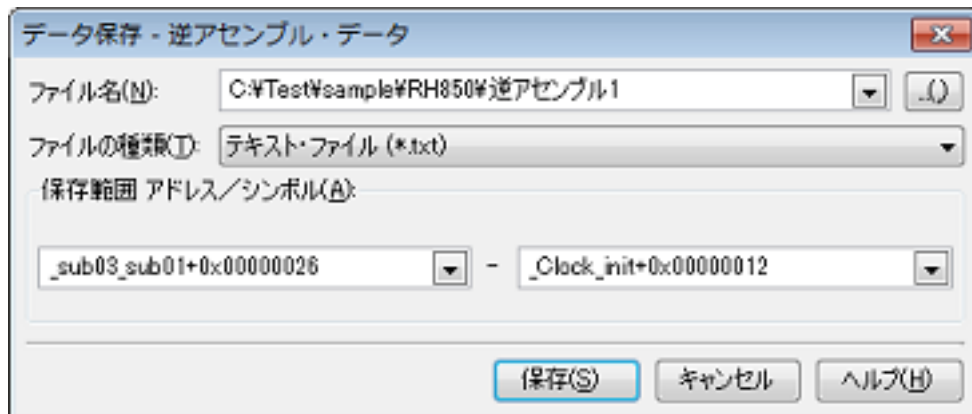 データ保存 - 逆アセンブル・データ
ファイル名(N): C:¥Test¥sample¥RH850¥逆アセンブル1 ...()
ファイルの種類(T): テキスト・ファイル (*.txt)
保存範囲 アドレス／シンボル(A):
_sub03_sub01+0x00000026 - _Clock_init+0x00000012
保存(S) キャンセル ヘルプ(H)